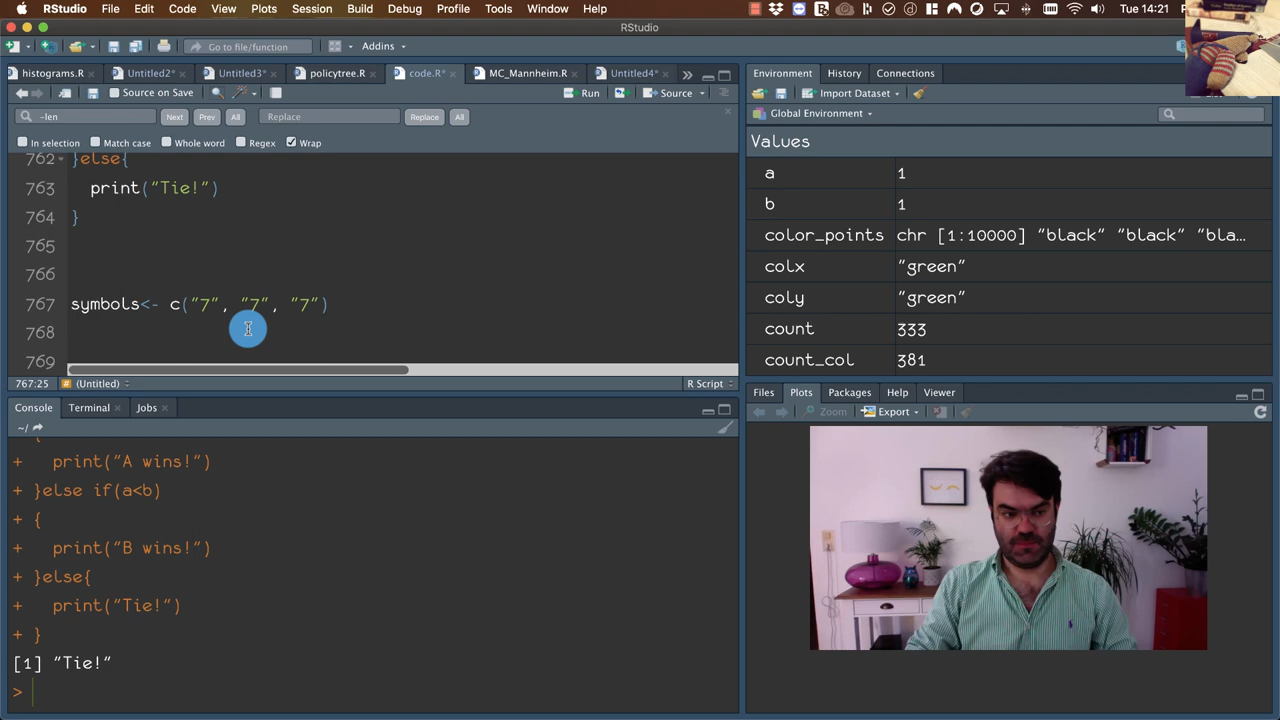 RStudio File Edit Code View Plots Session Build Debug Profile Tools Window Help Tue 14:21
RStudio
Go to file/function Addins
histograms.R Untitled2* Untitled3* policytree.R code.R* MC_Mannheim.R Untitled4*
Source on Save Run Source
-len Next Prev All Replace Replace All
In selection Match case Whole word Regex Wrap
762 }else{
763 print("Tie!")
764 }
765
766
767 symbols<- c("7", "7", "7")
768
769
767:25 (Untitled) R Script
Console Terminal Jobs
~/
{
+ print("A wins!")
+ }else if(a<b)
+ {
+ print("B wins!")
+ }else{
+ print("Tie!")
+ }
[1] "Tie!"
>
Environment History Connections
Import Dataset
Global Environment
Values
a 1
b 1
color_points chr [1:10000] "black" "black" "bla...
colx "green"
coly "green"
count 333
count_col 381
Files Plots Packages Help Viewer
Zoom Export